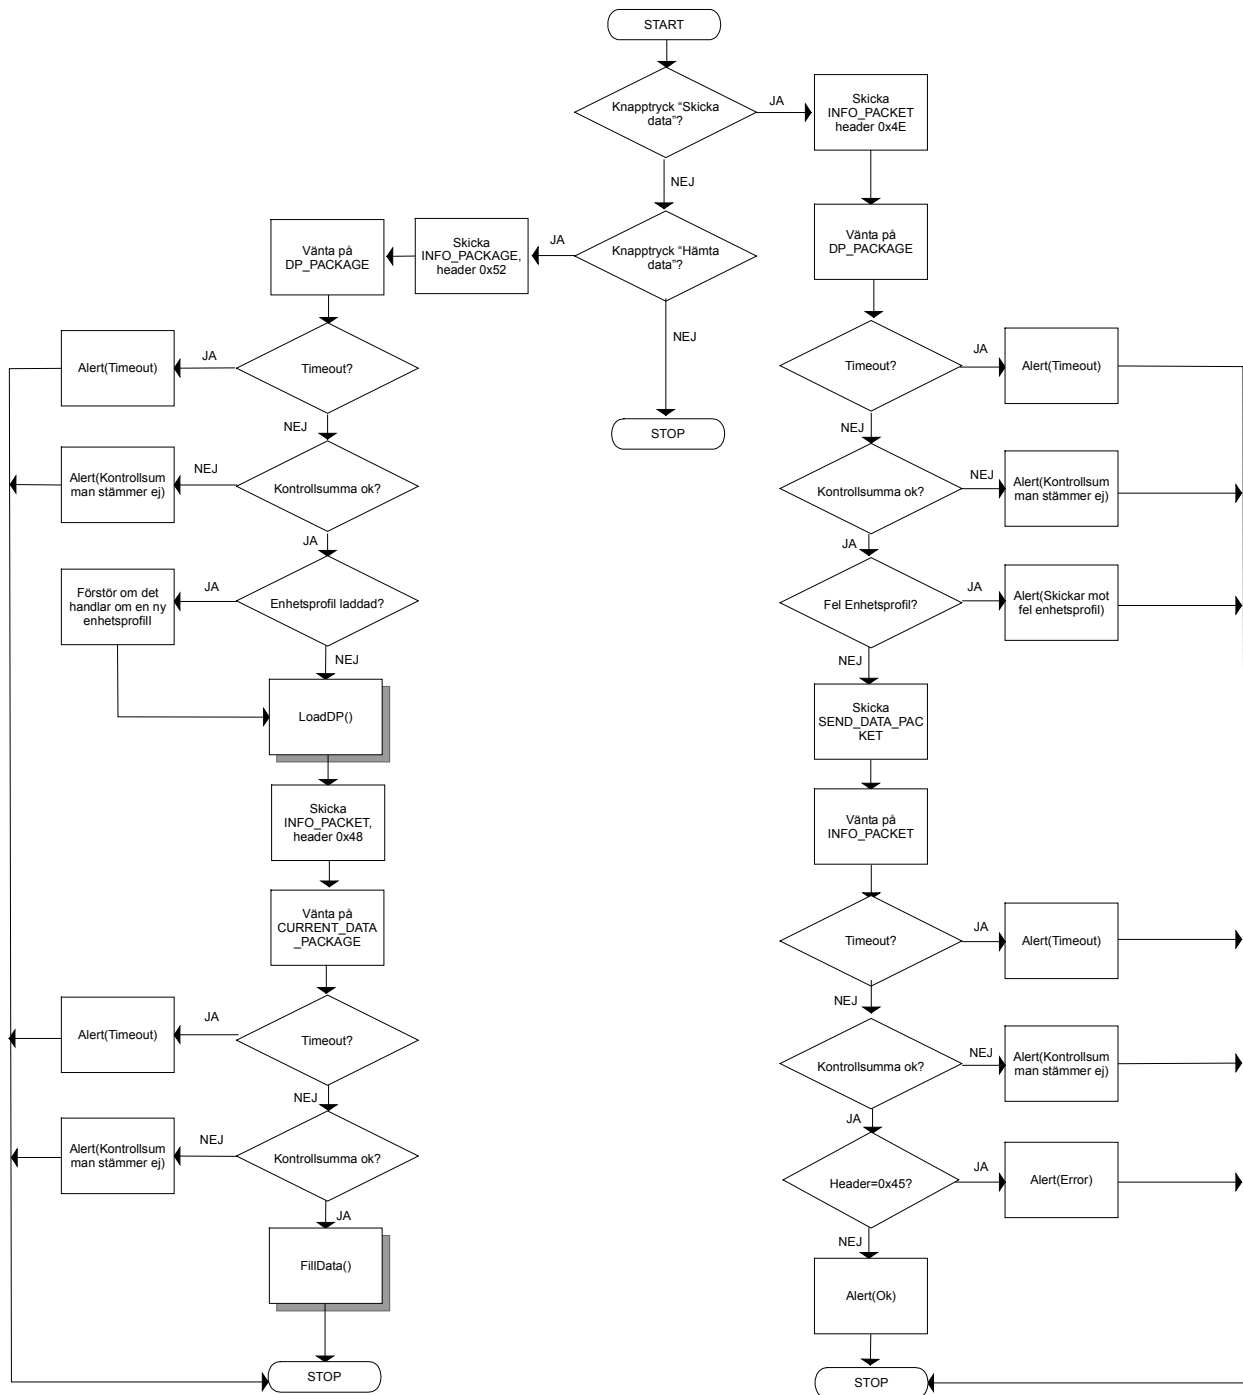 START
Knapptryck “Skicka
data”?
JA
Skicka
INFO_PACKET
header 0x4E
NEJ
Vänta på
DP_PACKAGE
Skicka
INFO_PACKAGE,
header 0x52
JA
Knapptryck “Hämta
data”?
Vänta på
DP_PACKAGE
NEJ
STOP
Alert(Timeout)
JA
Timeout?
NEJ
Alert(Kontrollsum
man stämmer ej)
NEJ
Kontrollsumma ok?
JA
Förstör om det
handlar om en ny
enhetsprofill
JA
Enhetsprofil laddad?
NEJ
LoadDP()
Skicka
INFO_PACKET,
header 0x48
Vänta på
CURRENT_DATA
_PACKAGE
Alert(Timeout)
JA
Timeout?
NEJ
Alert(Kontrollsum
man stämmer ej)
NEJ
Kontrollsumma ok?
JA
FillData()
STOP
Timeout?
JA
Alert(Timeout)
NEJ
Kontrollsumma ok?
NEJ
Alert(Kontrollsum
man stämmer ej)
JA
Fel Enhetsprofil?
JA
Alert(Skickar mot
fel enhetsprofil)
NEJ
Skicka
SEND_DATA_PAC
KET
Vänta på
INFO_PACKET
Timeout?
JA
Alert(Timeout)
NEJ
Kontrollsumma ok?
NEJ
Alert(Kontrollsum
man stämmer ej)
JA
Header=0x45?
JA
Alert(Error)
NEJ
Alert(Ok)
STOP